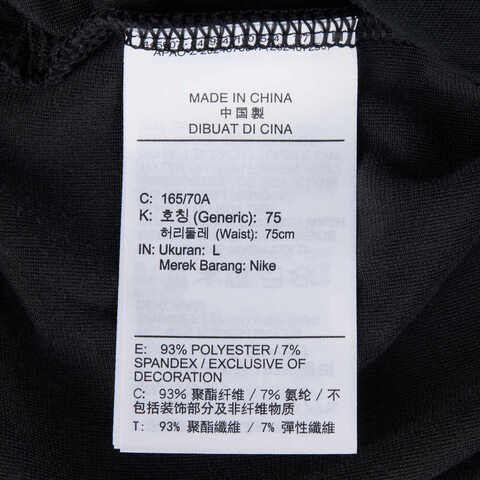 MADE IN CHINA
中國製
DIBUAT DI CINA
C: 165/70A
K: 호칭 (Generic): 75
허리둘레 (Waist): 75cm
IN: Ukuran: L
Merek Barang: Nike
E: 93% POLYESTER / 7%
SPANDEX / EXCLUSIVE OF
DECORATION
C: 93% 聚酯纤维 / 7% 氨纶 / 不
包括装饰部分及非纤维物质
T: 93% 聚酯纖維 / 7% 彈性纖維